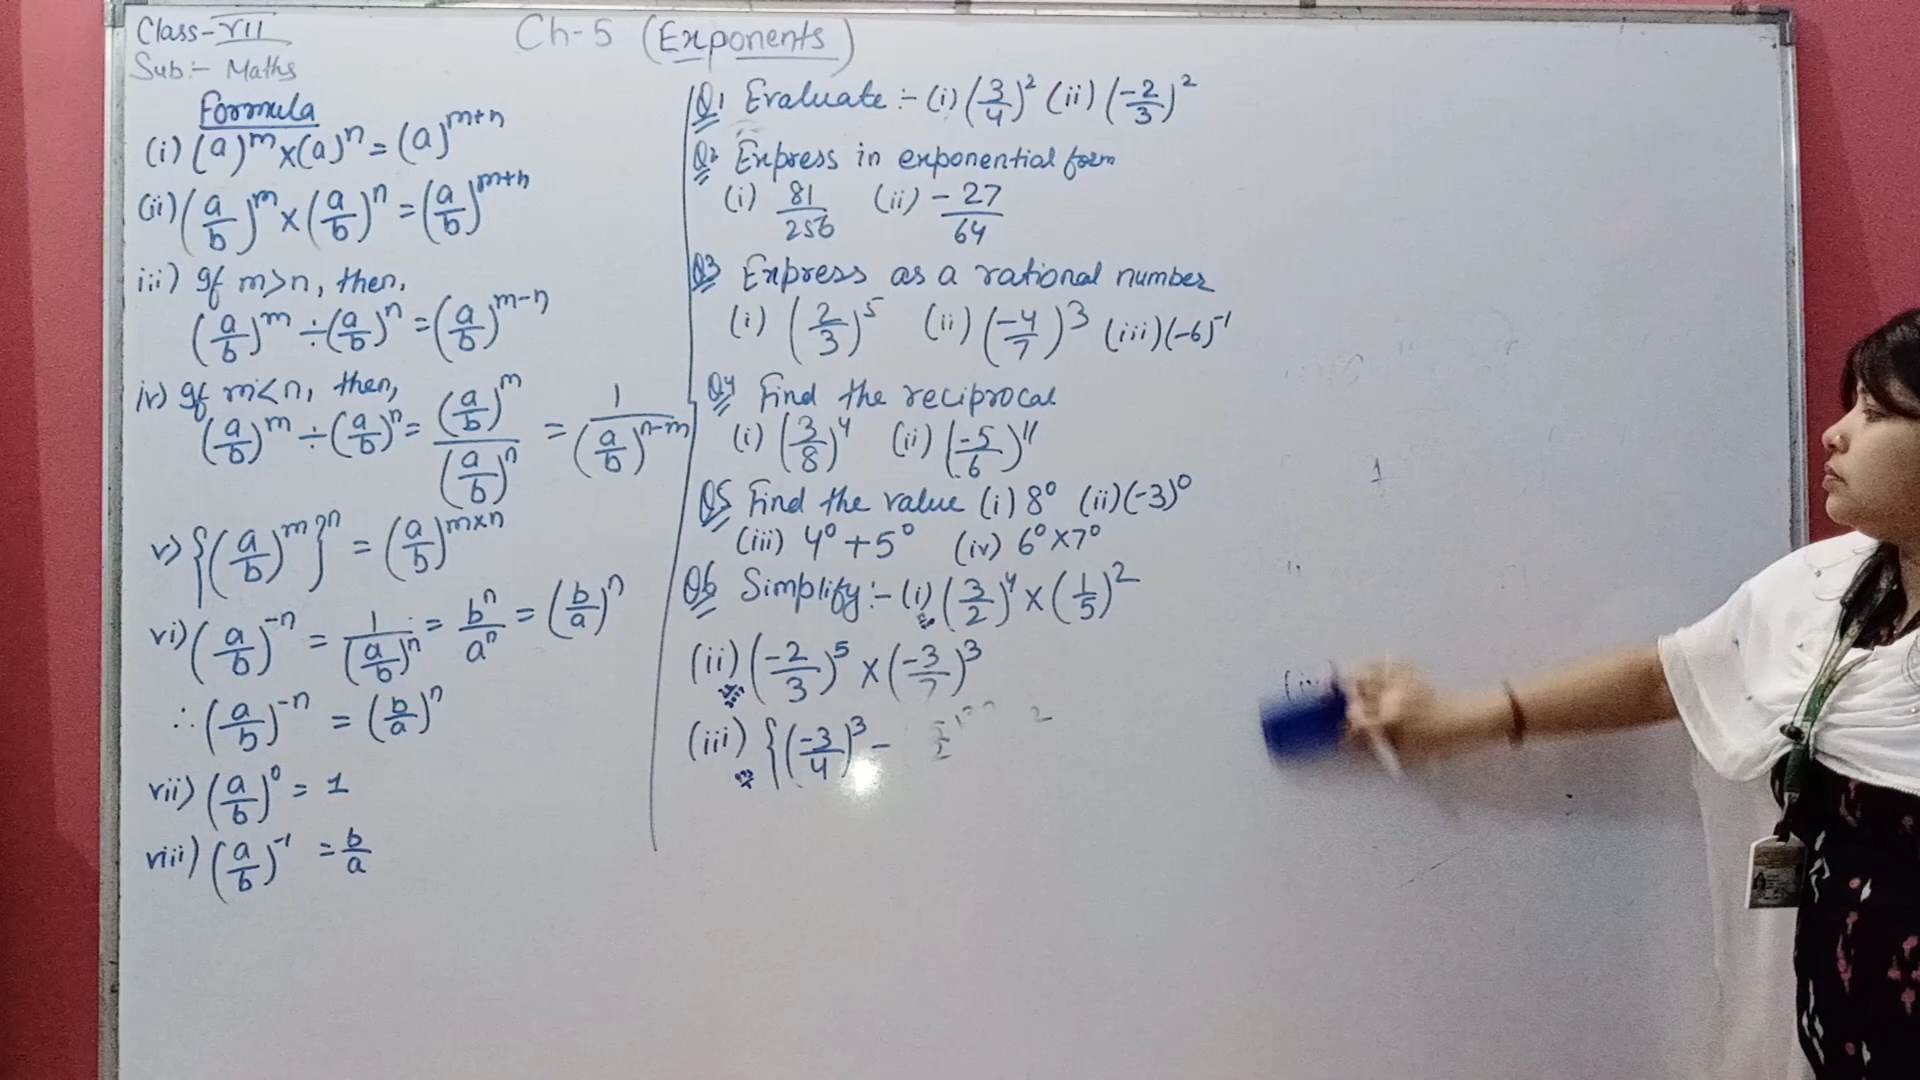 Class-VII
Sub:- Maths
Ch-5 (Exponents)
Formula
(i) (a)^m × (a)^n = (a)^{m+n}
(ii) (a/b)^m × (a/b)^n = (a/b)^{m+n}
iii) If m>n, then,
(a/b)^m ÷ (a/b)^n = (a/b)^{m-n}
iv) If m<n, then,
(a/b)^m ÷ (a/b)^n = (a/b)^m / (a/b)^n = 1 / (a/b)^{n-m}
v) {(a/b)^m}^n = (a/b)^{m×n}
vi) (a/b)^{-n} = 1 / (a/b)^n = b^n / a^n = (b/a)^n
∴ (a/b)^{-n} = (b/a)^n
vii) (a/b)^0 = 1
viii) (a/b)^{-1} = b/a
Q1 Evaluate :- (i) (3/4)^2 (ii) (-2/3)^2
Q2 Express in exponential form
(i) 81/256 (ii) -27/64
Q3 Express as a rational number
(i) (2/3)^5 (ii) (-4/7)^3 (iii) (-6)^{-1}
Q4 Find the reciprocal
(i) (3/8)^4 (ii) (-5/6)^{11}
Q5 Find the value (i) 8^0 (ii) (-3)^0
(iii) 4^0 + 5^0 (iv) 6^0 × 7^0
Q6 Simplify :- (i) (3/2)^4 × (1/5)^2
(ii) (-2/3)^5 × (-3/7)^3
(iii) {(-3/4)^3 -